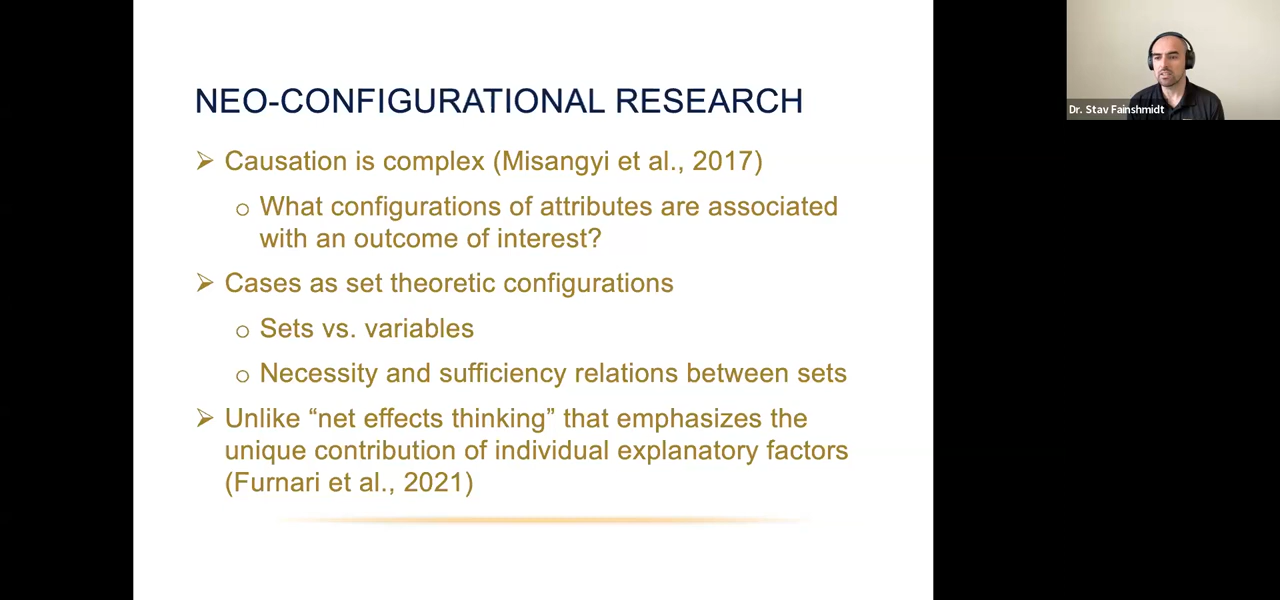 NEO-CONFIGURATIONAL RESEARCH
➢ Causation is complex (Misangyi et al., 2017)
o What configurations of attributes are associated
with an outcome of interest?
➢ Cases as set theoretic configurations
o Sets vs. variables
o Necessity and sufficiency relations between sets
➢ Unlike “net effects thinking” that emphasizes the
unique contribution of individual explanatory factors
(Furnari et al., 2021)
Dr. Stav Fainshmidt